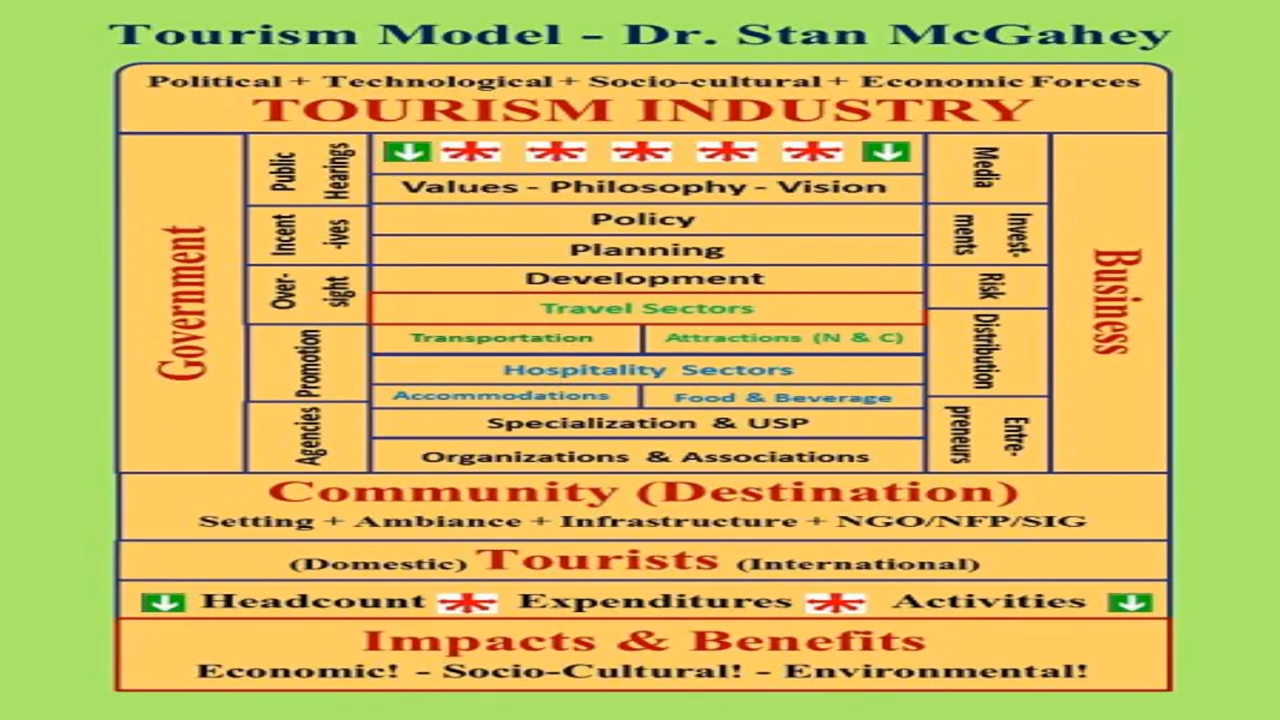 Tourism Model - Dr. Stan McGahey
Political + Technological + Socio-cultural + Economic Forces
TOURISM INDUSTRY
Government
Public
Hearings
Incent
-ives
Over-
sight
Promotion
Agencies
Values - Philosophy - Vision
Policy
Planning
Development
Travel Sectors
Transportation
Attractions (N & C)
Hospitality Sectors
Accommodations
Food & Beverage
Specialization & USP
Organizations & Associations
Media
Invest-
ments
Risk
Distribution
Entre-
preneurs
Business
Community (Destination)
Setting + Ambiance + Infrastructure + NGO/NFP/SIG
(Domestic) Tourists (International)
Headcount Expenditures Activities
Impacts & Benefits
Economic! - Socio-Cultural! - Environmental!